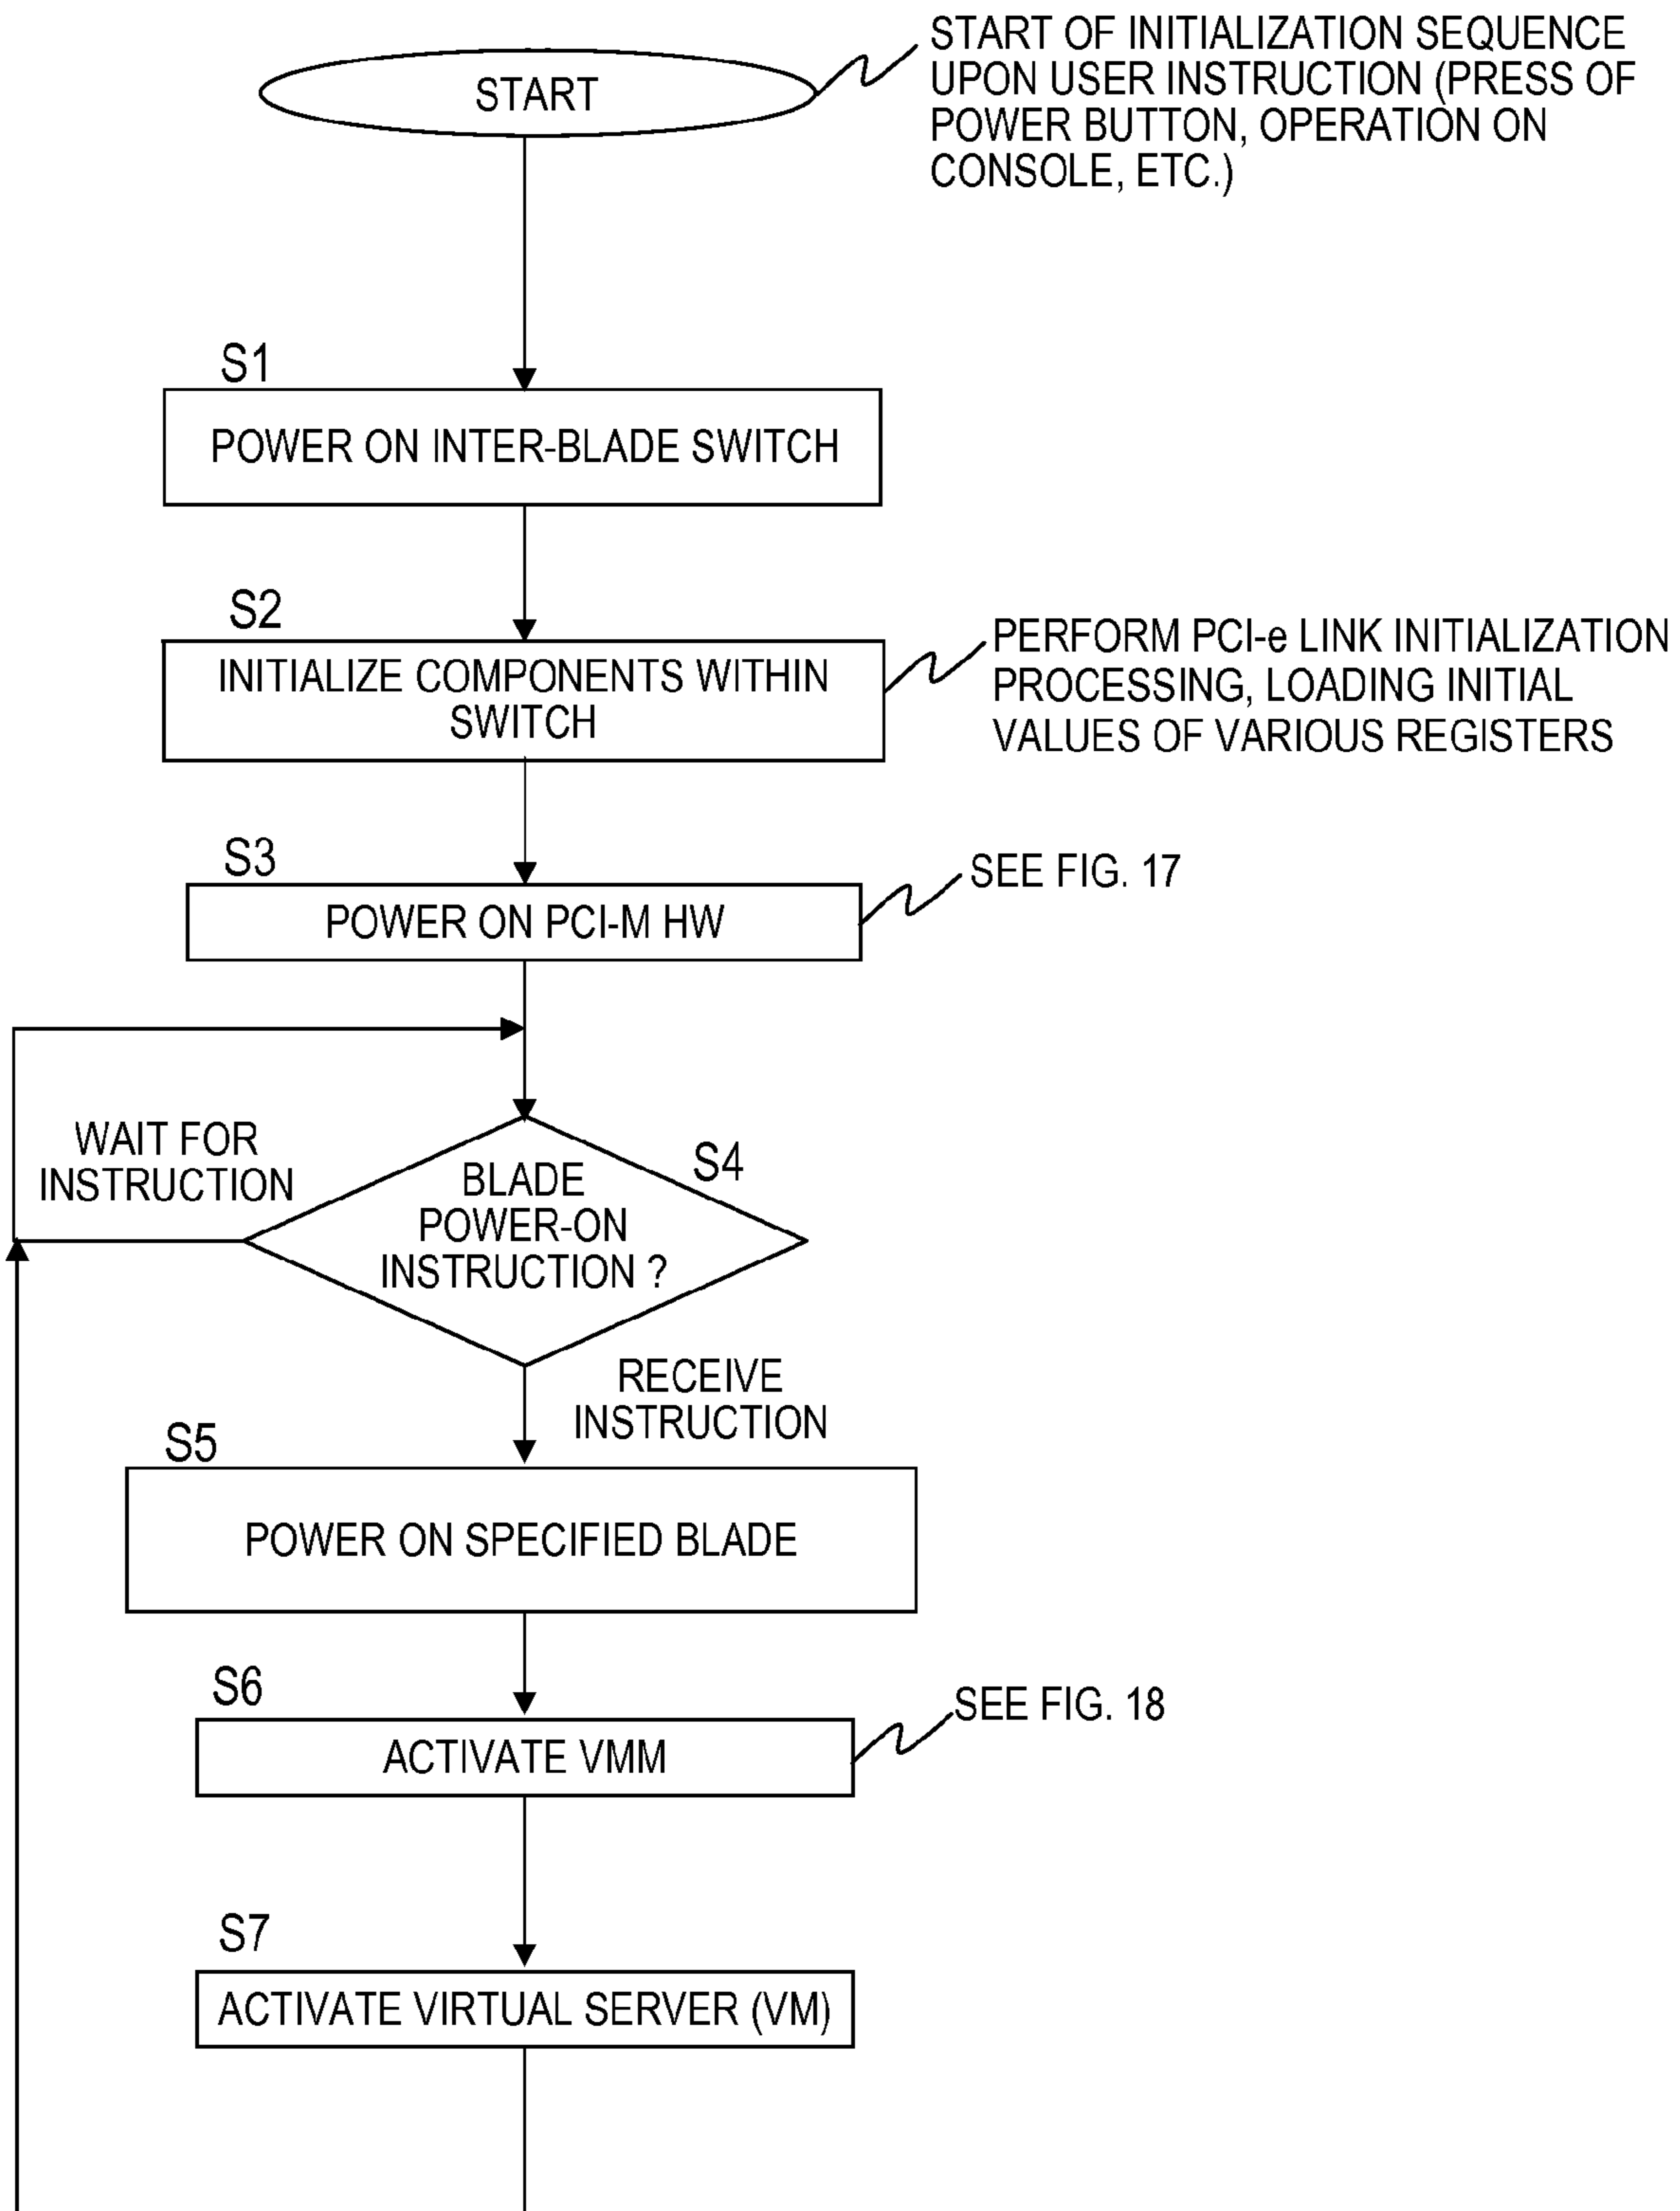 START
START OF INITIALIZATION SEQUENCE
UPON USER INSTRUCTION (PRESS OF
POWER BUTTON, OPERATION ON
CONSOLE, ETC.)
S1
POWER ON INTER-BLADE SWITCH
S2
INITIALIZE COMPONENTS WITHIN
SWITCH
PERFORM PCI-e LINK INITIALIZATION
PROCESSING, LOADING INITIAL
VALUES OF VARIOUS REGISTERS
S3
POWER ON PCI-M HW
SEE FIG. 17
WAIT FOR
INSTRUCTION
S4
BLADE
POWER-ON
INSTRUCTION ?
RECEIVE
INSTRUCTION
S5
POWER ON SPECIFIED BLADE
S6
ACTIVATE VMM
SEE FIG. 18
S7
ACTIVATE VIRTUAL SERVER (VM)